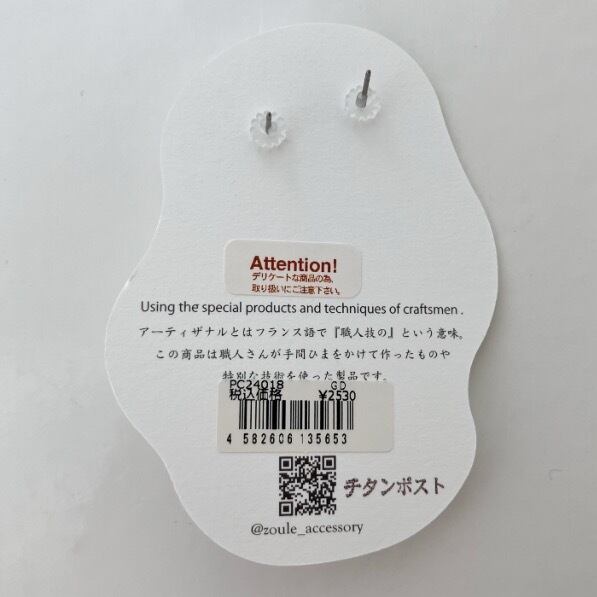 Attention!
デリケートな商品の為、
取り扱いにご注意下さい。
Using the special products and techniques of craftsmen.
アーティザナルとはフランス語で『職人技の』という意味。
この商品は職人さんが手間ひまをかけて作ったものや
特別な技術を使った製品です。
PC24018 GD
税込価格 ¥2530
4 582606 135653
チタンポスト
@zoule_accessory